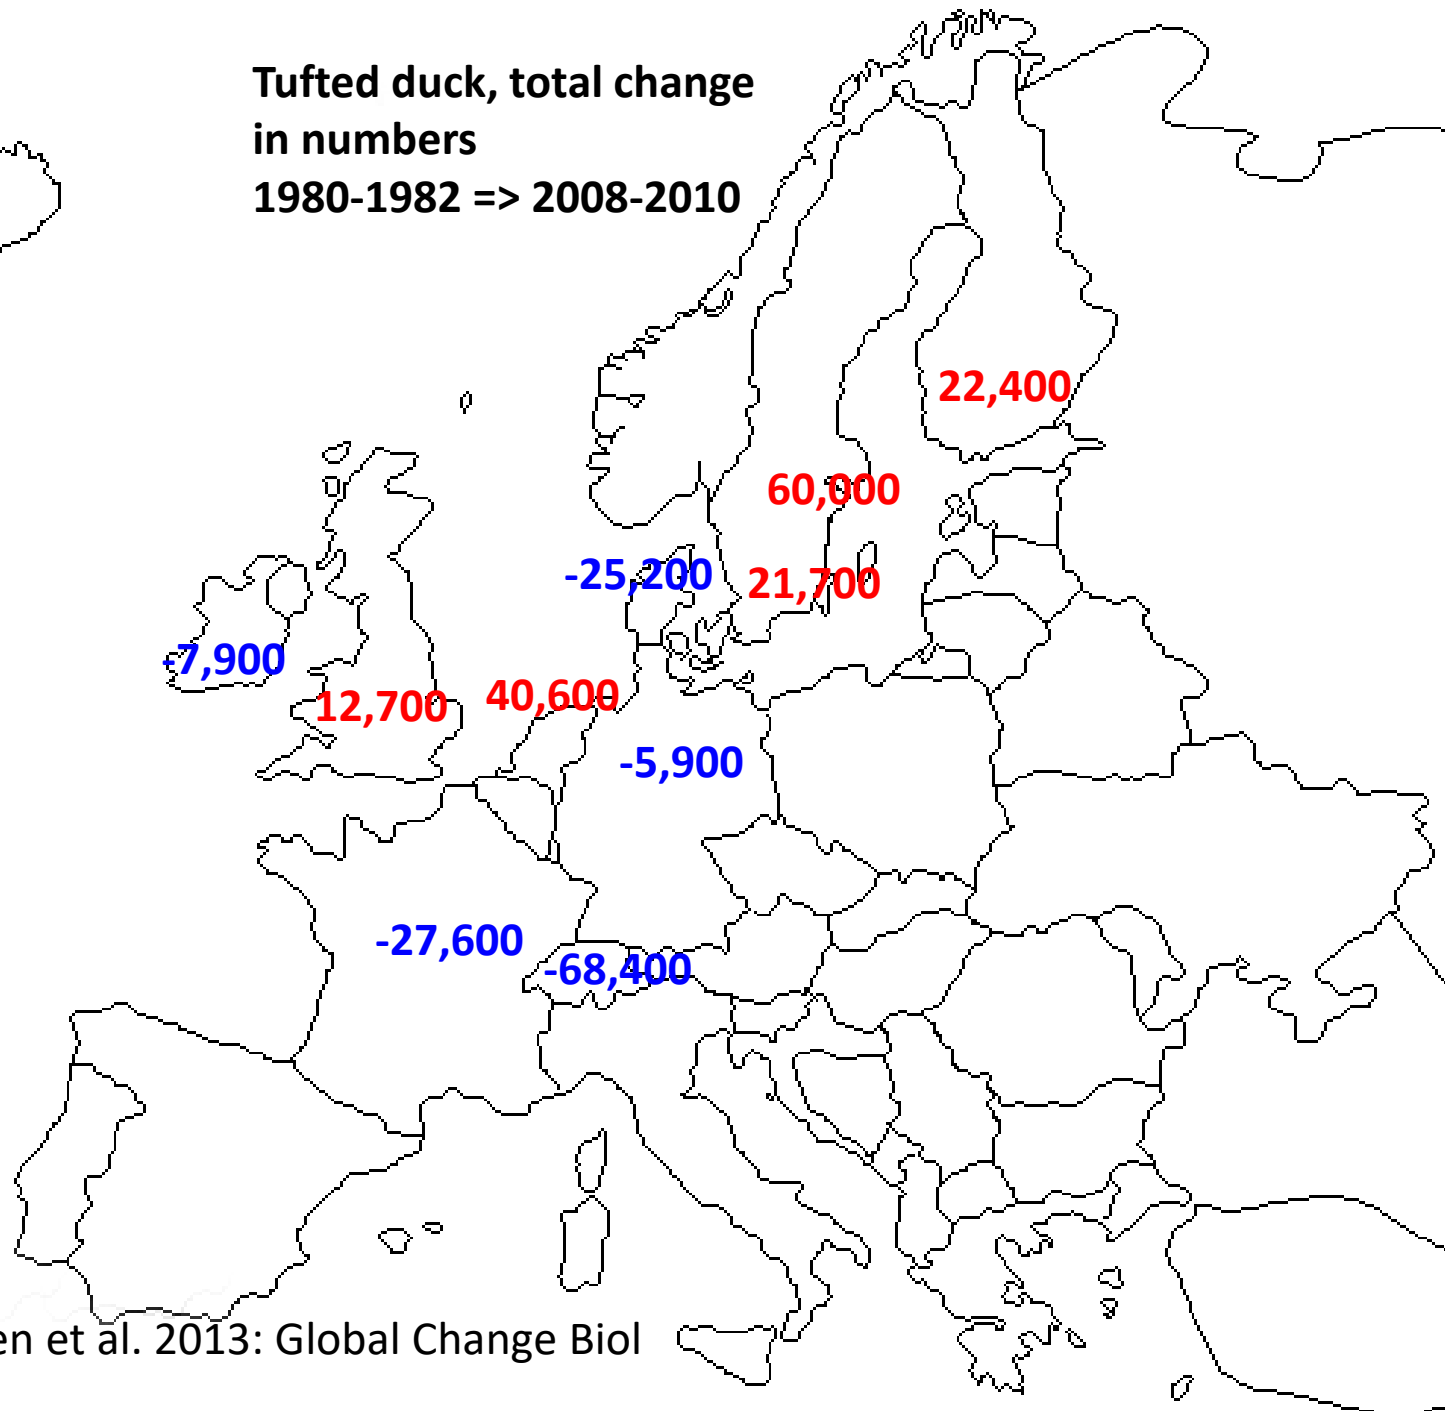 Tufted duck, total change
in numbers
1980-1982 => 2008-2010
22,400
60,000
-25,200
21,700
-7,900
12,700
40,600
-5,900
-27,600
-68,400
en et al. 2013: Global Change Biol